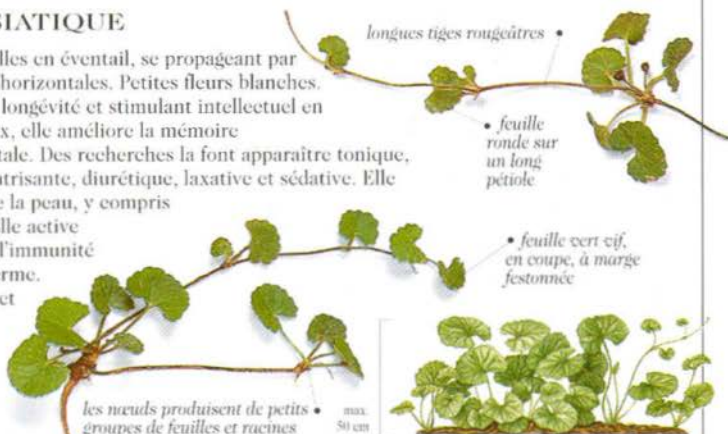 SIATIQUE
lles en éventail, se propageant par
horizontales. Petites fleurs blanches.
longévité et stimulant intellectuel en
x, elle améliore la mémoire
tale. Des recherches la font apparaître tonique,
atrisante, diurétique, laxative et sédative. Elle
e la peau, y compris
lle active
l'immunité
erme.
et
longues tiges rougeâtres
feuille
ronde sur
un long
pétiole
feuille vert vif,
en coupe, à marge
festonnée
les nœuds produisent de petits
groupes de feuilles et racines
max.
50 cm